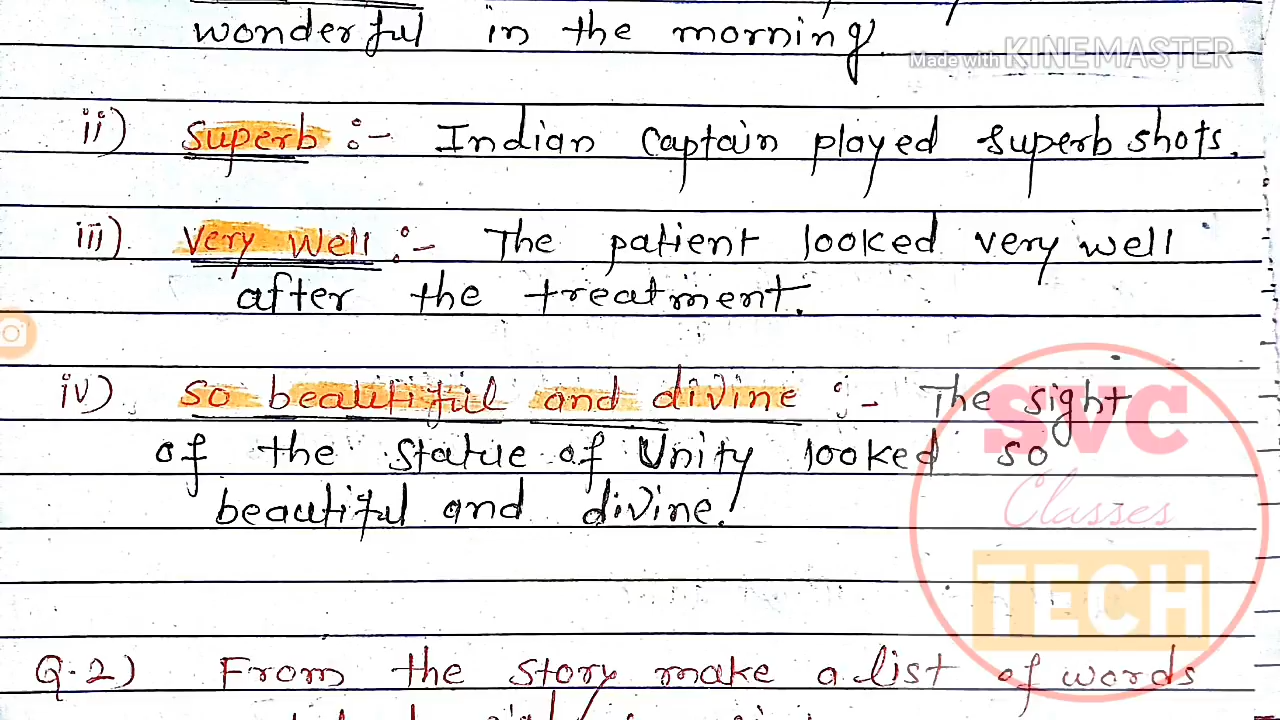 wonderful in the morning.
Made with KINEMASTER
ii) Superb :- Indian Captain played superb shots.
iii) Very Well :- The patient looked very well
after the treatment.
iv) So beautiful and divine :- The sight
of the Statue of Unity looked so
beautiful and divine.
SVC
Classes
TECH
Q.2) From the story make a list of words